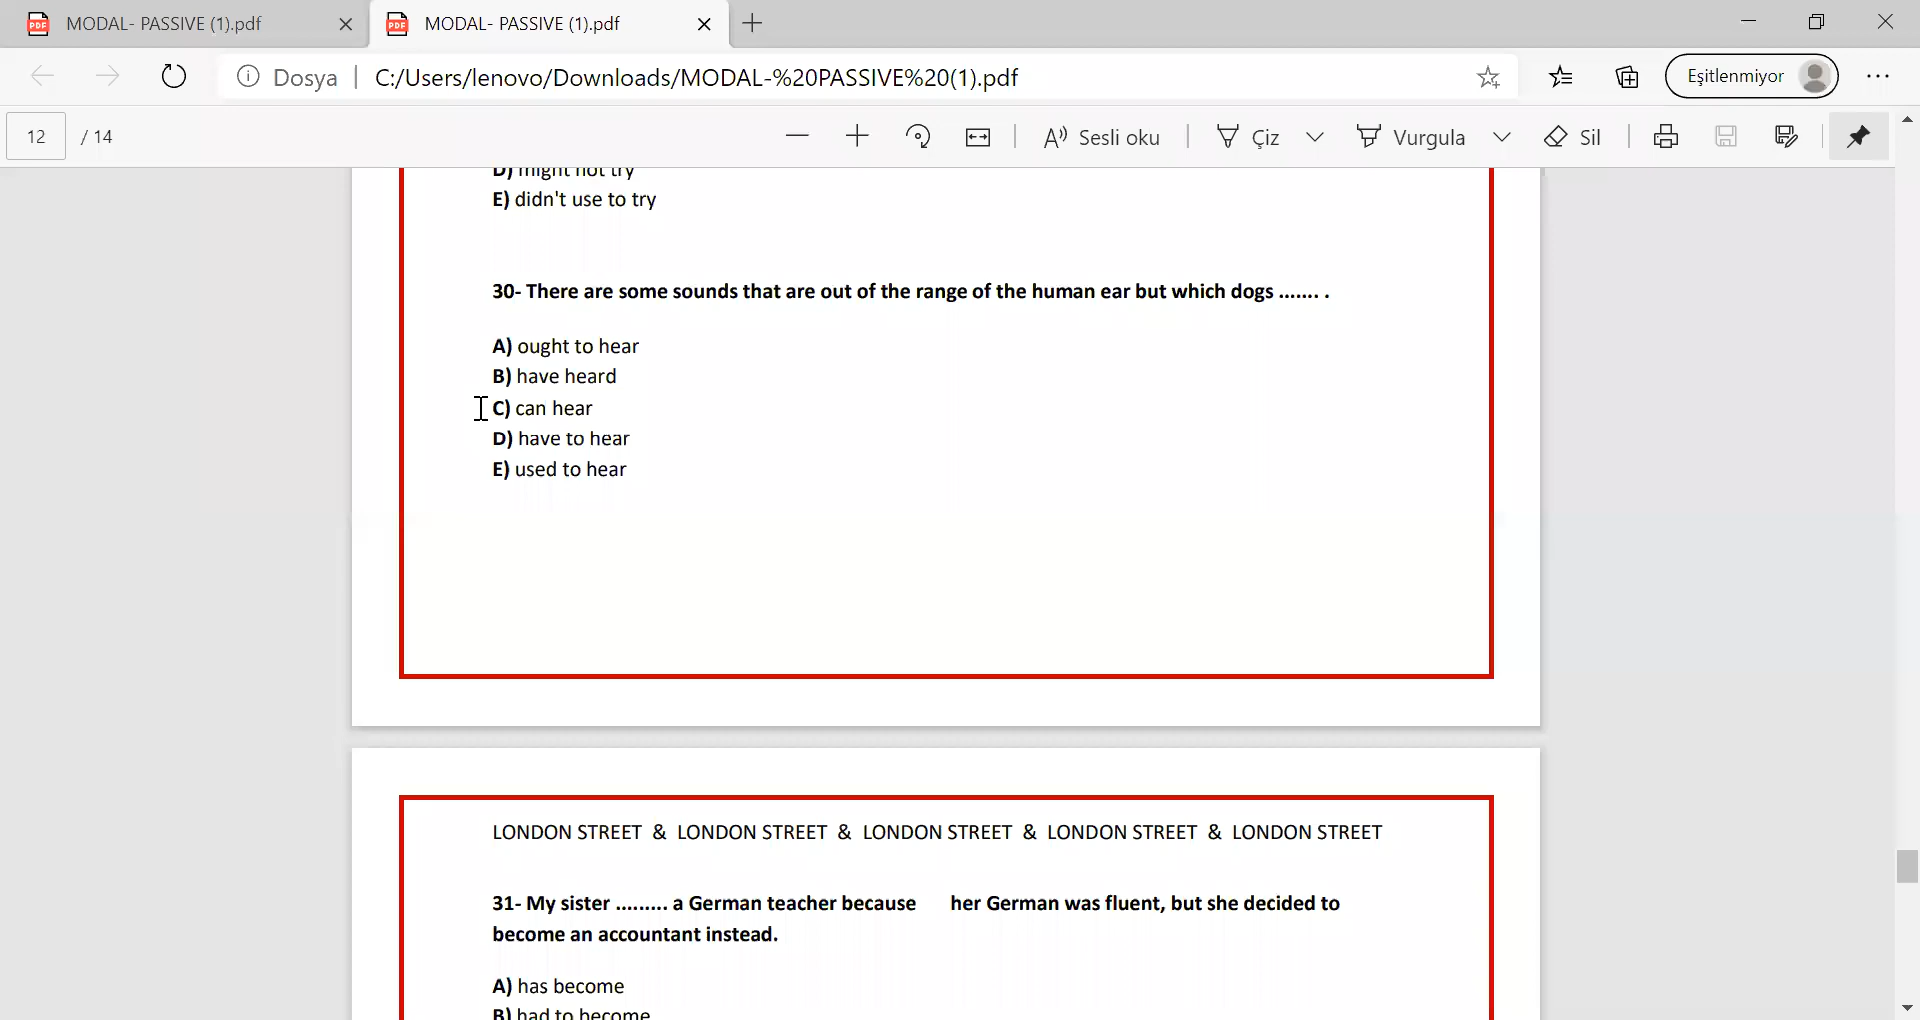 MODAL- PASSIVE (1).pdf
MODAL- PASSIVE (1).pdf
Dosya | C:/Users/lenovo/Downloads/MODAL-%20PASSIVE%20(1).pdf
Eşitlenmiyor
12 / 14
Sesli oku
Çiz
Vurgula
Sil
D) might not try
E) didn't use to try
30- There are some sounds that are out of the range of the human ear but which dogs ....... .
A) ought to hear
B) have heard
C) can hear
D) have to hear
E) used to hear
LONDON STREET & LONDON STREET & LONDON STREET & LONDON STREET & LONDON STREET
31- My sister ......... a German teacher because her German was fluent, but she decided to
become an accountant instead.
A) has become
B) had to become